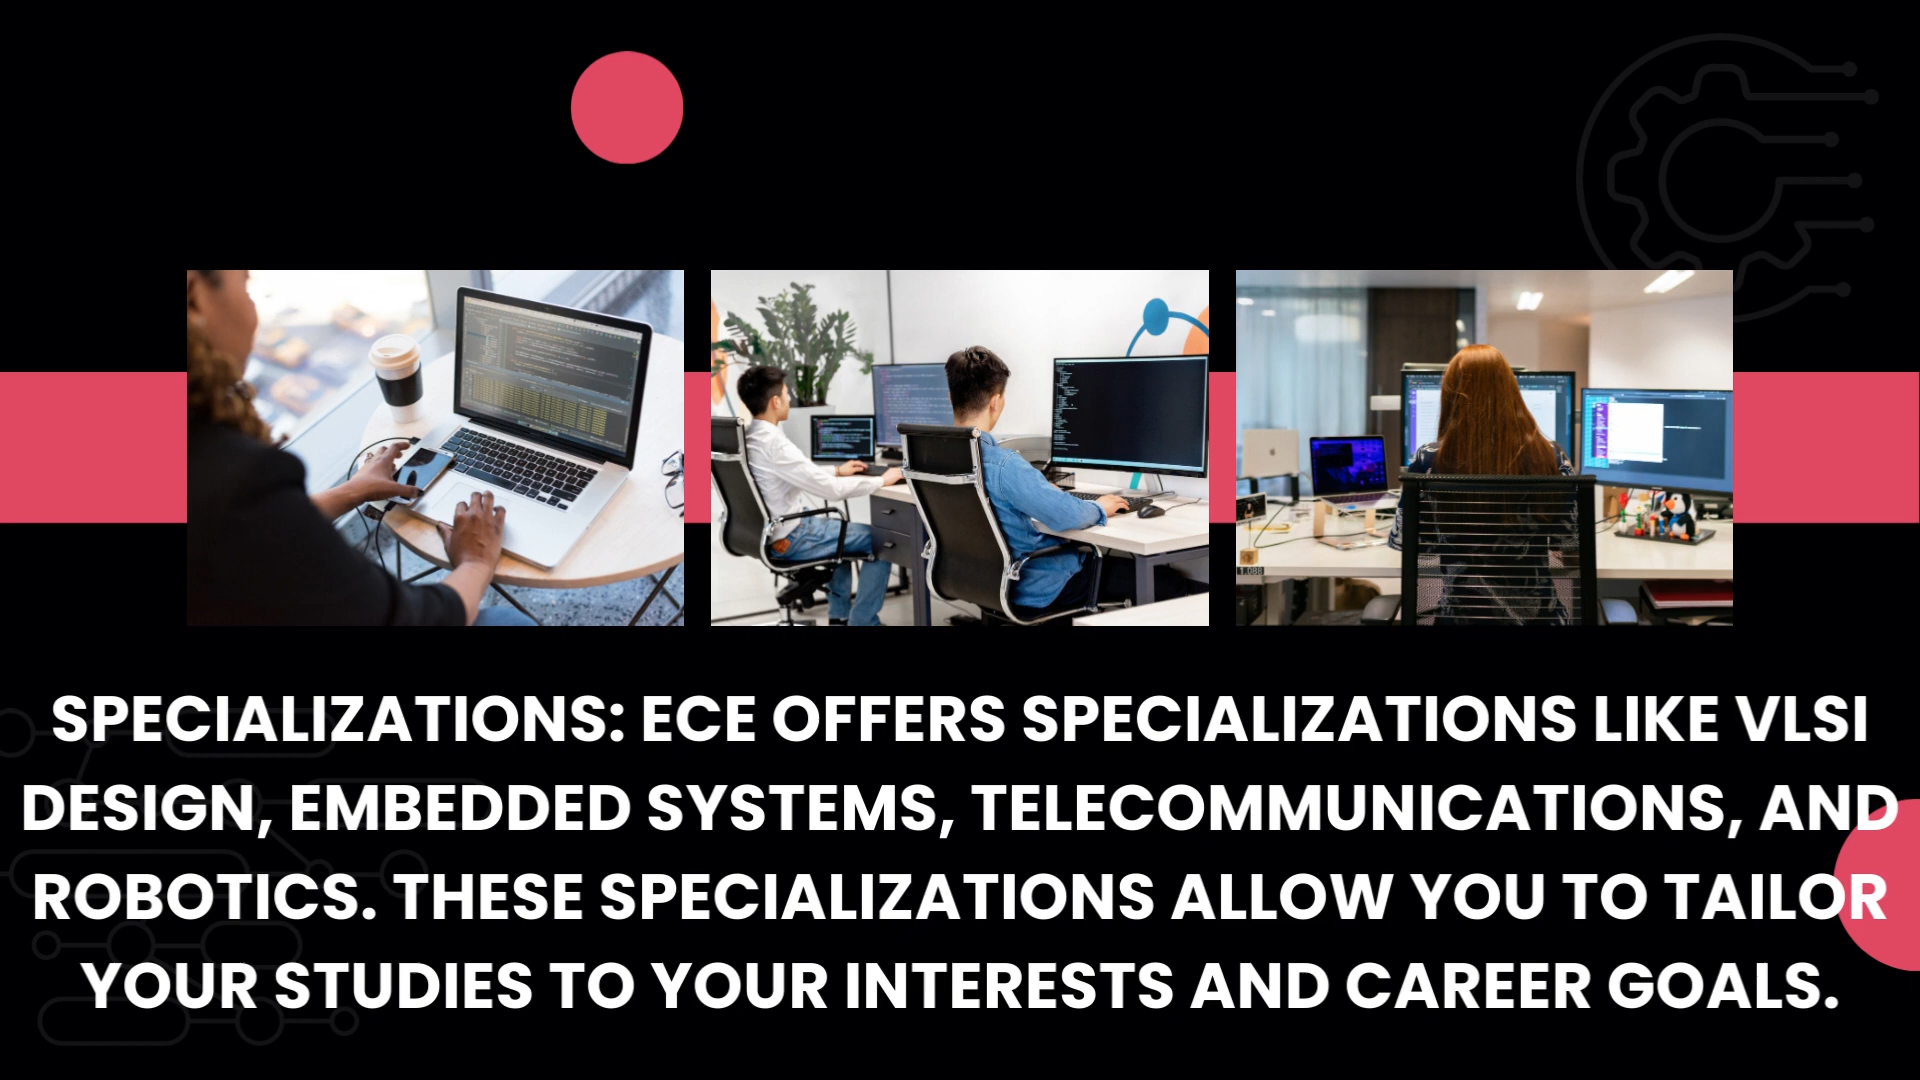 SPECIALIZATIONS: ECE OFFERS SPECIALIZATIONS LIKE VLSI
DESIGN, EMBEDDED SYSTEMS, TELECOMMUNICATIONS, AND
ROBOTICS. THESE SPECIALIZATIONS ALLOW YOU TO TAILOR
YOUR STUDIES TO YOUR INTERESTS AND CAREER GOALS.